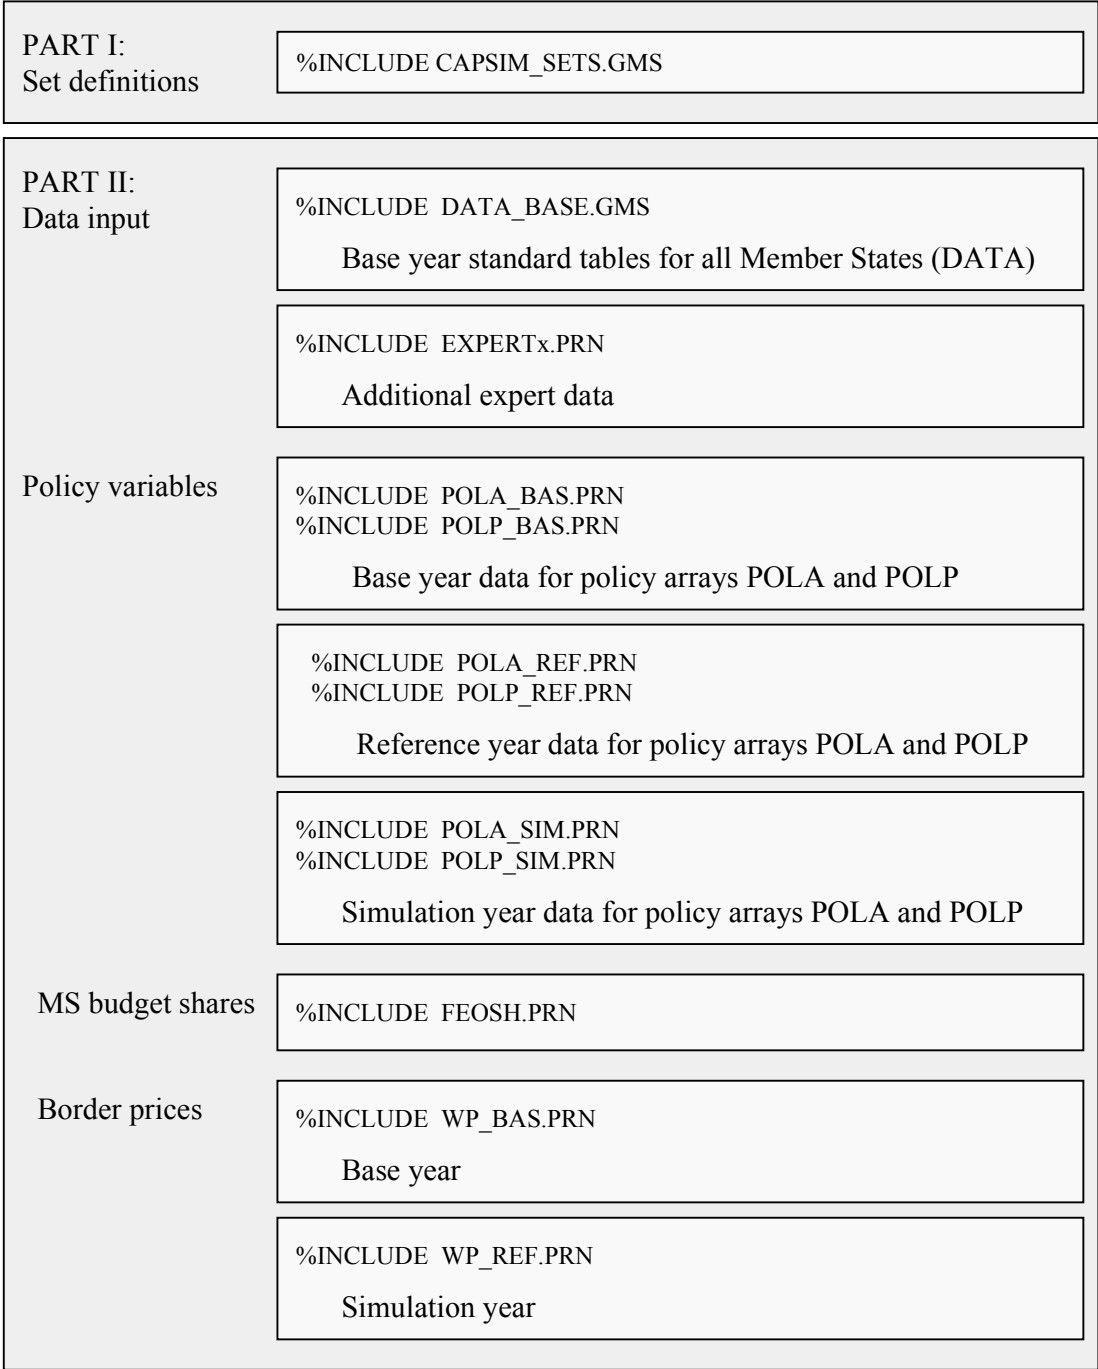 PART I:
Set definitions
%INCLUDE CAPSIM_SETS.GMS
PART II:
Data input
%INCLUDE DATA_BASE.GMS
Base year standard tables for all Member States (DATA)
%INCLUDE EXPERTx.PRN
Additional expert data
Policy variables
%INCLUDE POLA_BAS.PRN
%INCLUDE POLP_BAS.PRN
Base year data for policy arrays POLA and POLP
%INCLUDE POLA_REF.PRN
%INCLUDE POLP_REF.PRN
Reference year data for policy arrays POLA and POLP
%INCLUDE POLA_SIM.PRN
%INCLUDE POLP_SIM.PRN
Simulation year data for policy arrays POLA and POLP
MS budget shares
%INCLUDE FEOSH.PRN
Border prices
%INCLUDE WP_BAS.PRN
Base year
%INCLUDE WP_REF.PRN
Simulation year